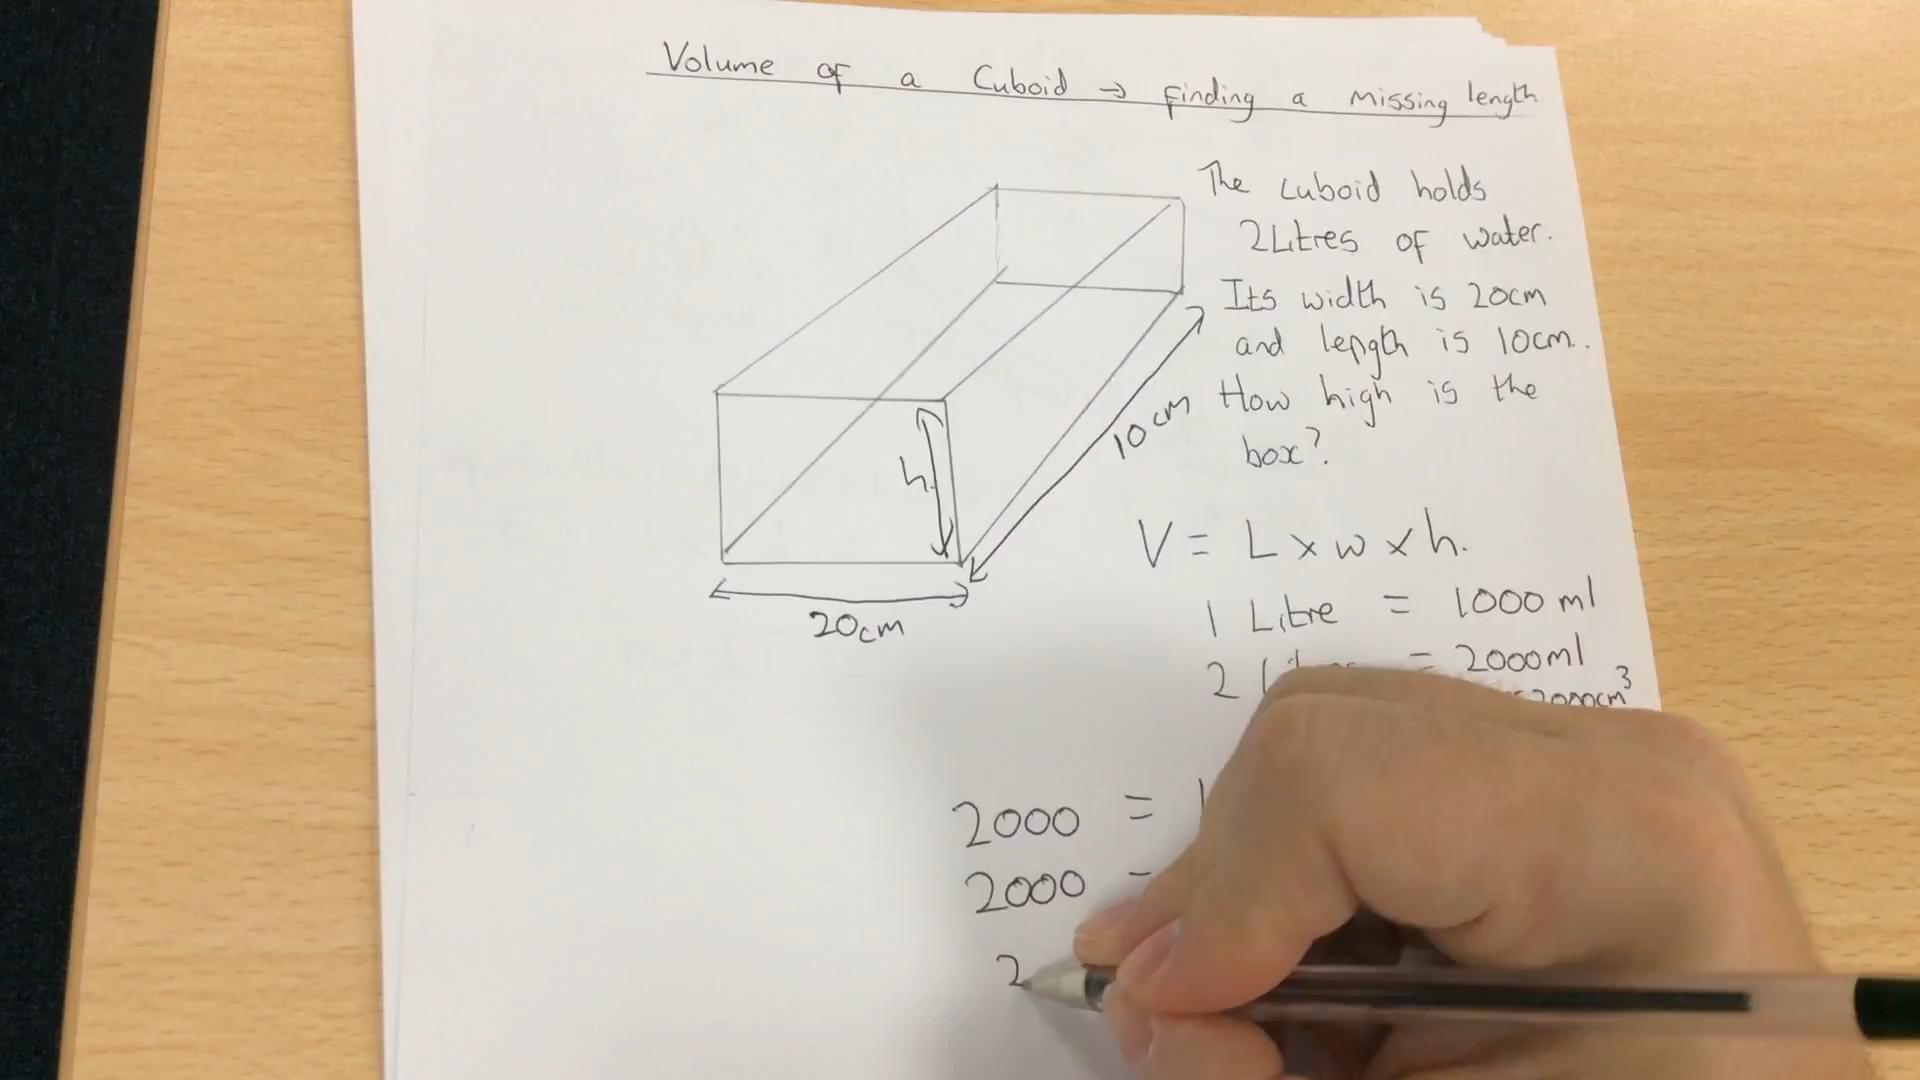 Volume of a Cuboid → finding a missing length
The cuboid holds
2Litres of water.
Its width is 20cm
and length is 10cm.
How high is the
box?
h
10cm
20cm
V = L x w x h.
1 Litre = 1000 ml
2 = 2000ml
2000cm³
2000 =
2000
2